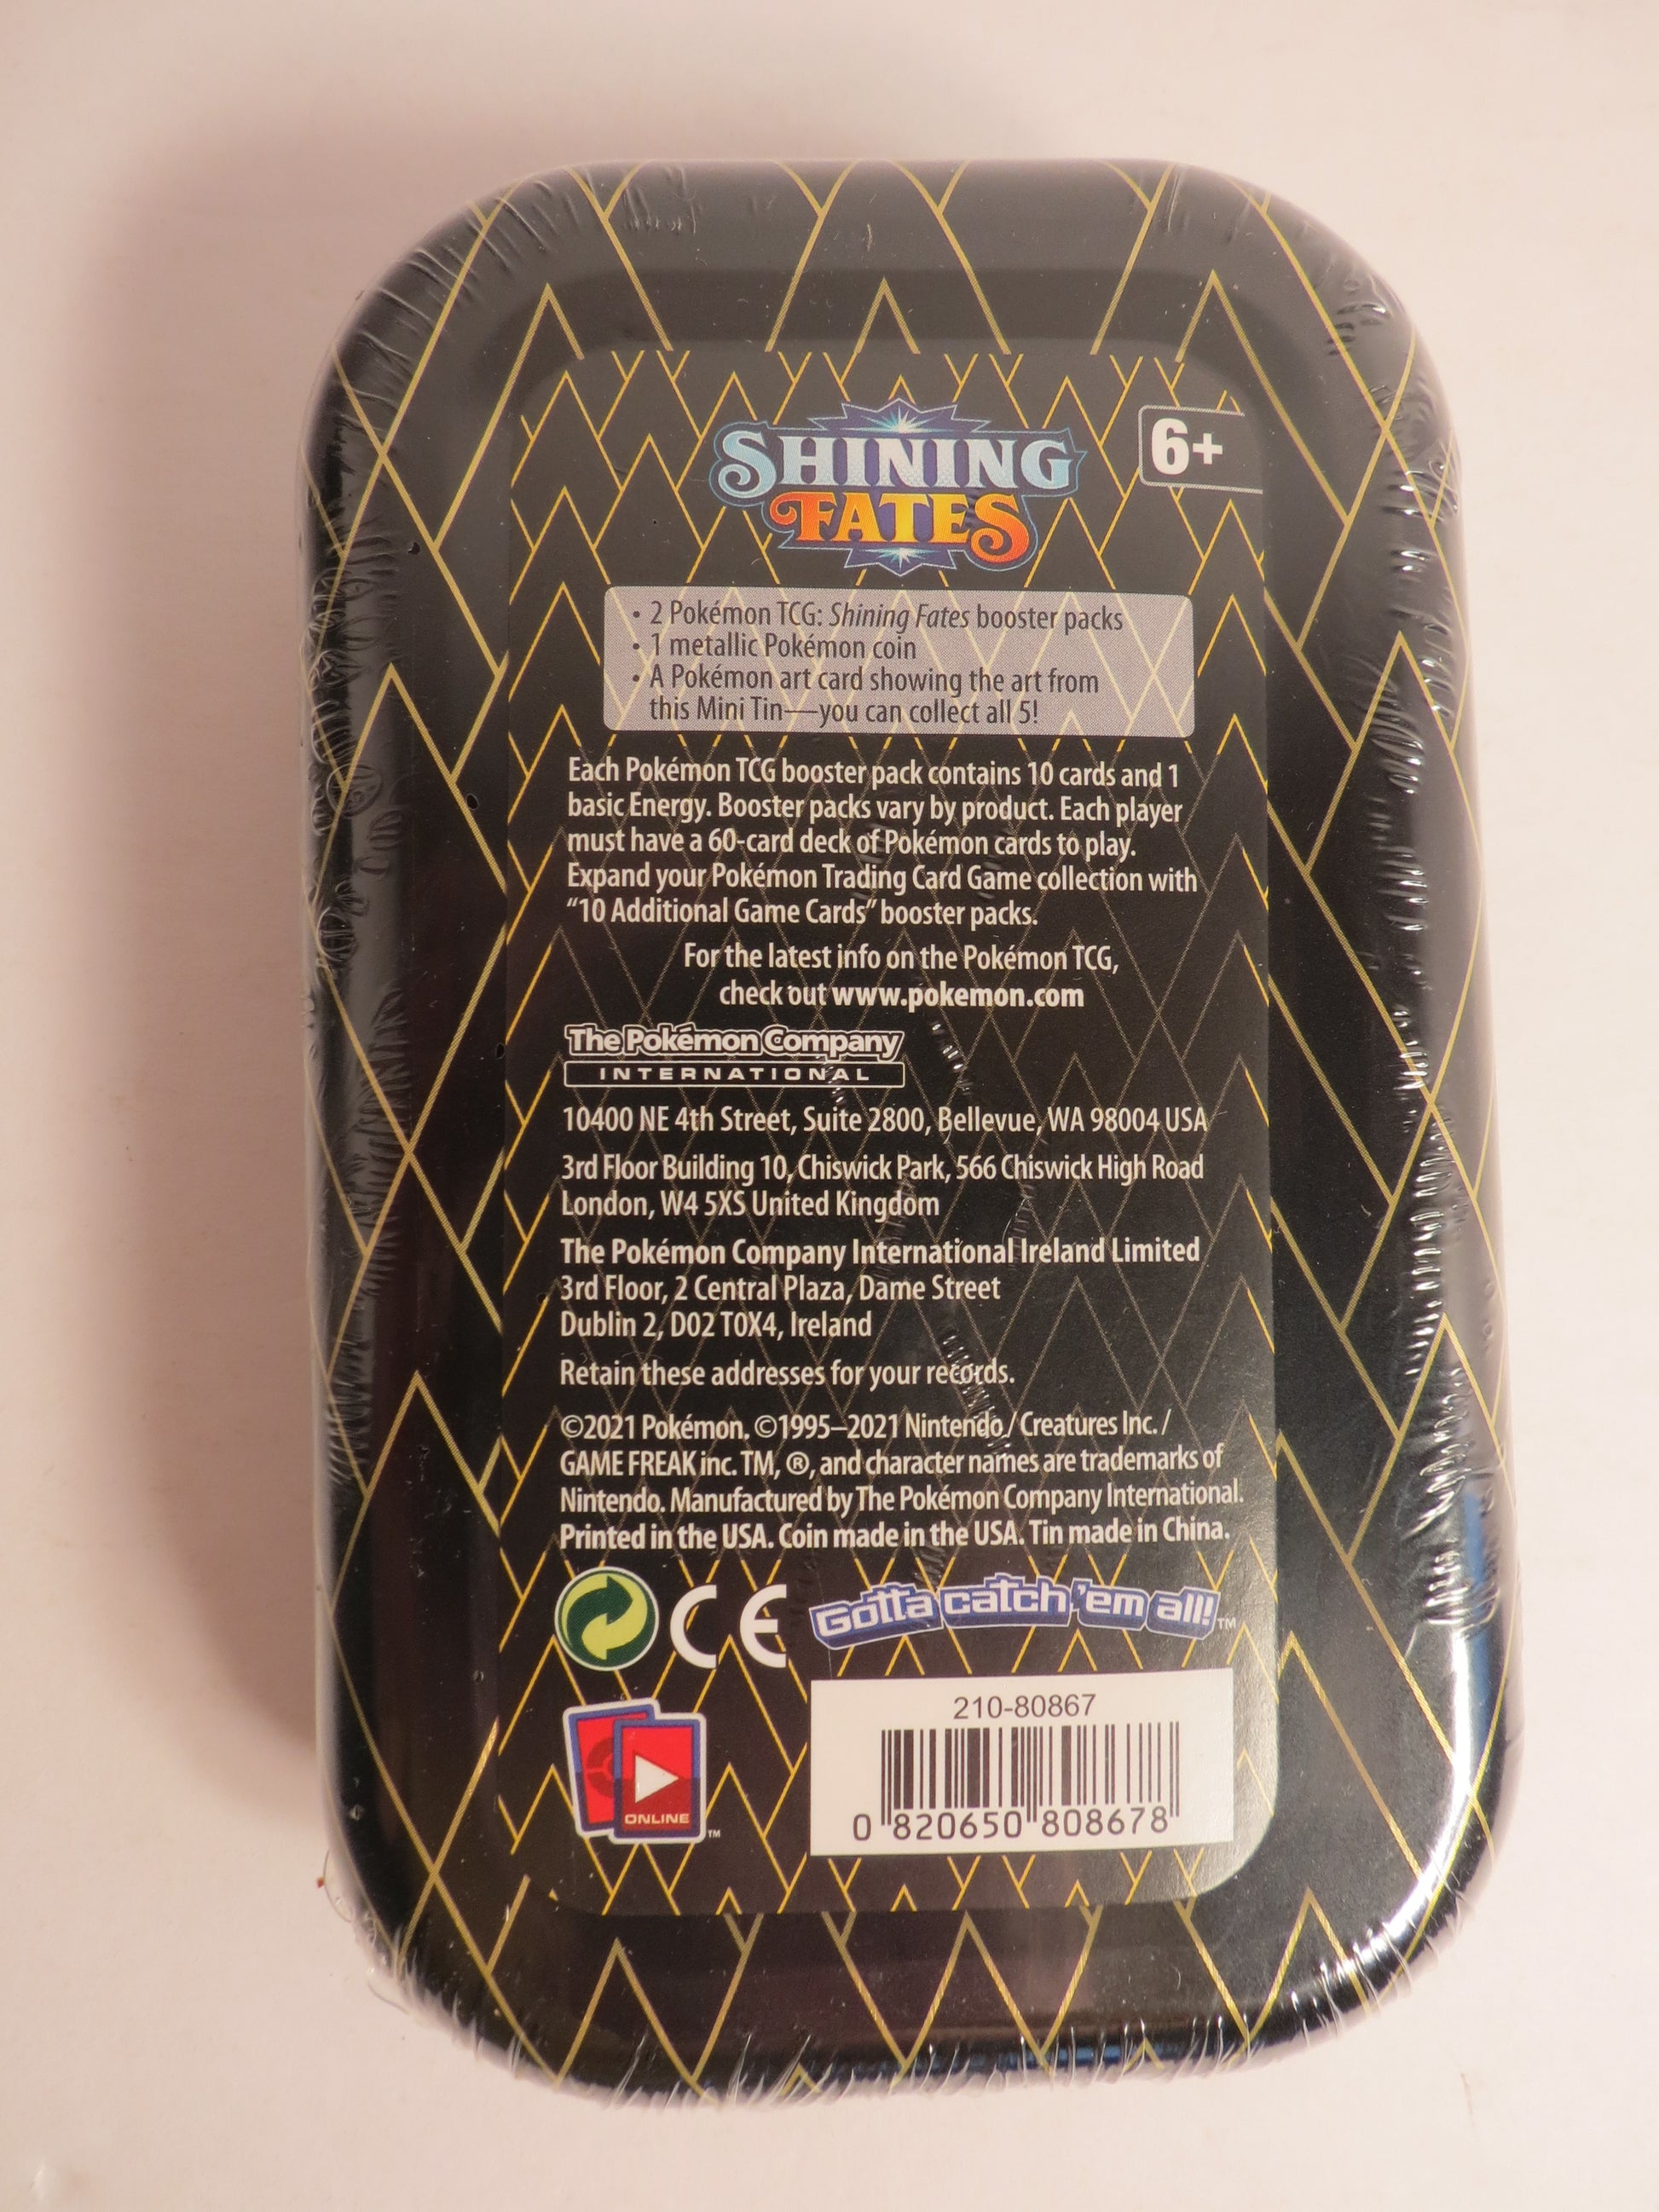 SHINING
FATES
6+
• 2 Pokémon TCG: Shining Fates booster packs
• 1 metallic Pokémon coin
• A Pokémon art card showing the art from
this Mini Tin—you can collect all 5!
Each Pokémon TCG booster pack contains 10 cards and 1
basic Energy. Booster packs vary by product. Each player
must have a 60-card deck of Pokémon cards to play.
Expand your Pokémon Trading Card Game collection with
“10 Additional Game Cards” booster packs.
For the latest info on the Pokémon TCG,
check out www.pokemon.com
The Pokémon Company
INTERNATIONAL
10400 NE 4th Street, Suite 2800, Bellevue, WA 98004 USA
3rd Floor Building 10, Chiswick Park, 566 Chiswick High Road
London, W4 5XS United Kingdom
The Pokémon Company International Ireland Limited
3rd Floor, 2 Central Plaza, Dame Street
Dublin 2, D02 T0X4, Ireland
Retain these addresses for your records.
©2021 Pokémon. ©1995–2021 Nintendo / Creatures Inc. /
GAME FREAK inc. TM, ®, and character names are trademarks of
Nintendo. Manufactured by The Pokémon Company International.
Printed in the USA. Coin made in the USA. Tin made in China.
CE
Gotta catch 'em all!™
ONLINE™
210-80867
0 820650 808678